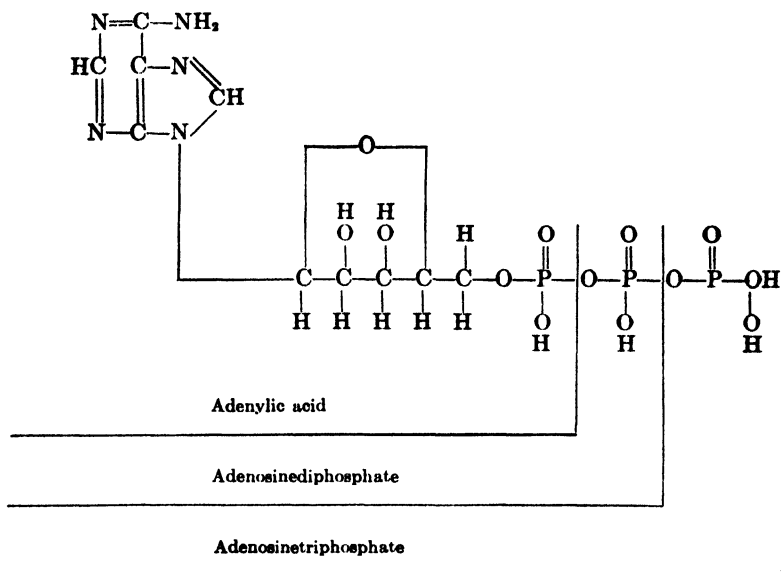 N=C—NH₂
HC C—N
CH
N—C—N
O
H H
O O H O O O
C—C—C—C—C—O—P—O—P—O—P—OH
H H H H H O O O
H H H
Adenylic acid
Adenosinediphosphate
Adenosinetriphosphate